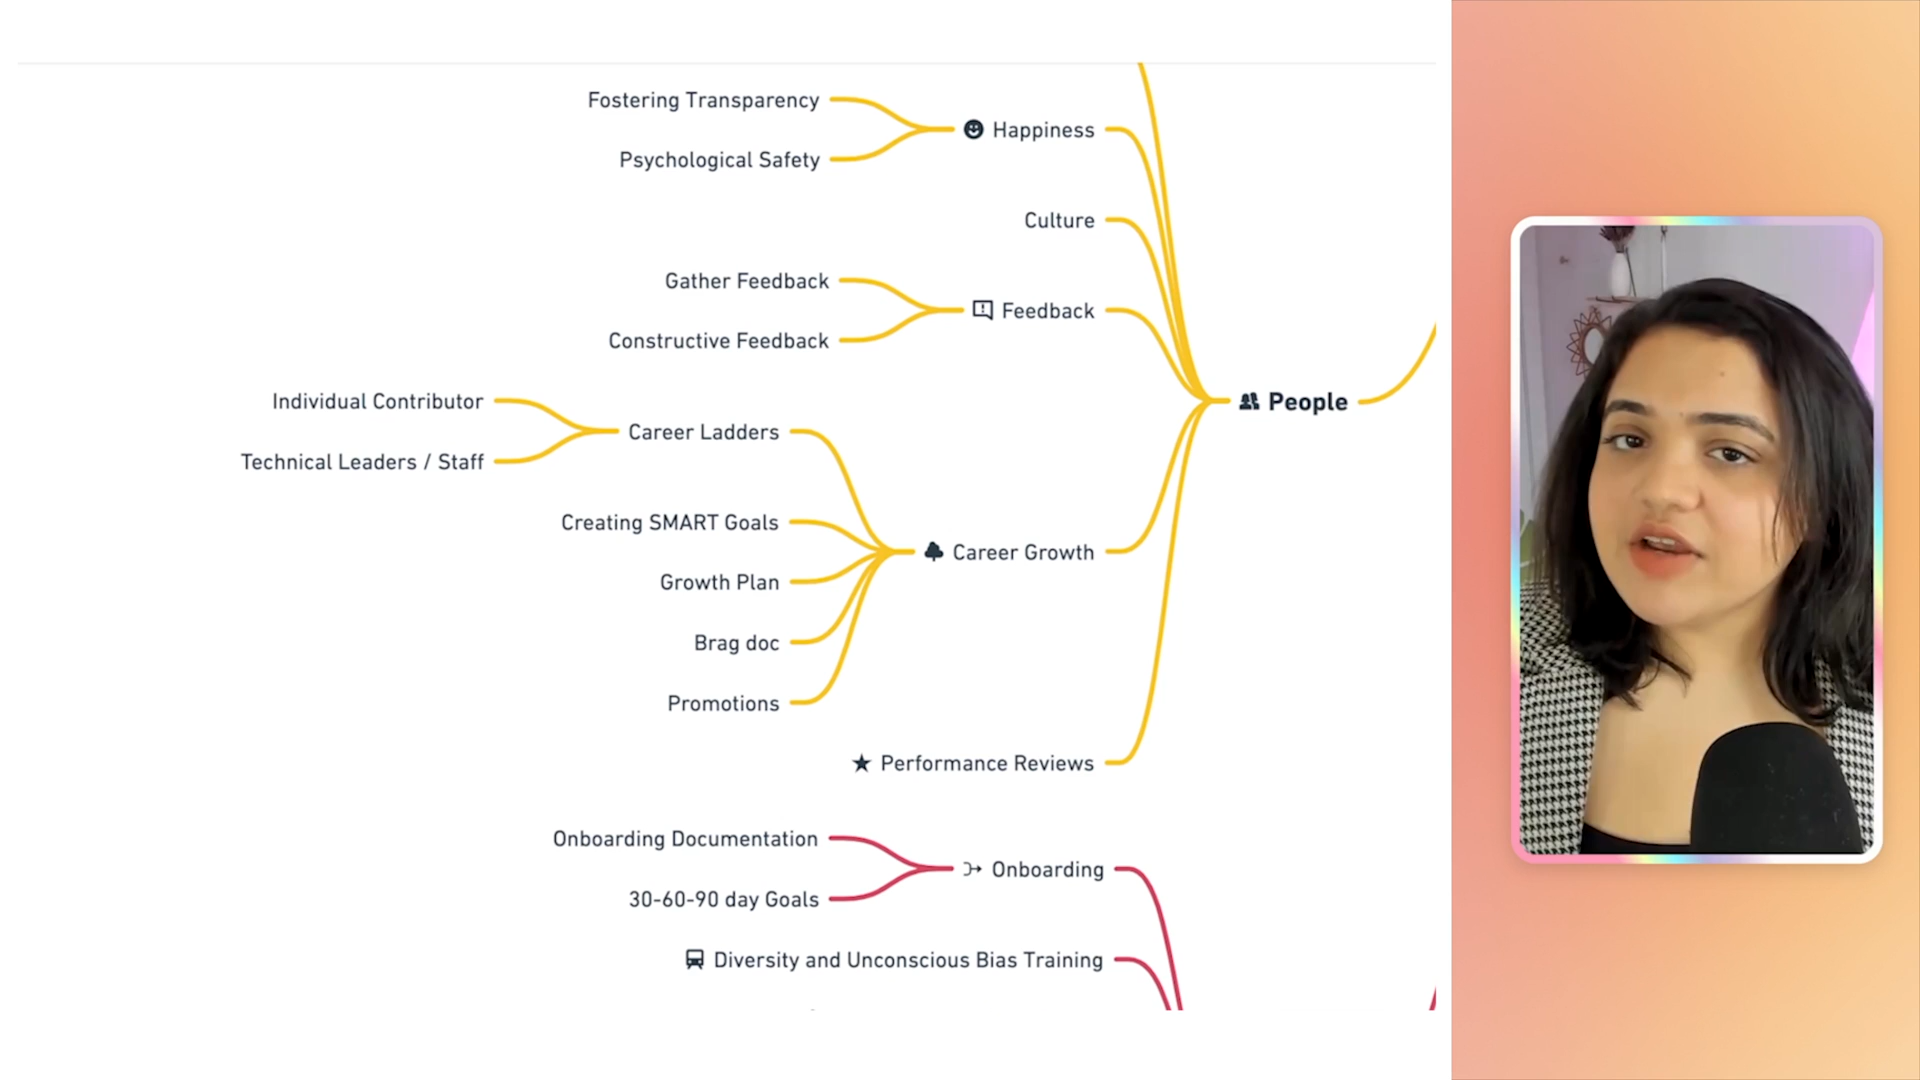 Fostering Transparency
Happiness
Psychological Safety
Culture
Gather Feedback
Feedback
Constructive Feedback
People
Individual Contributor
Career Ladders
Technical Leaders / Staff
Creating SMART Goals
Career Growth
Growth Plan
Brag doc
Promotions
Performance Reviews
Onboarding Documentation
Onboarding
30-60-90 day Goals
Diversity and Unconscious Bias Training